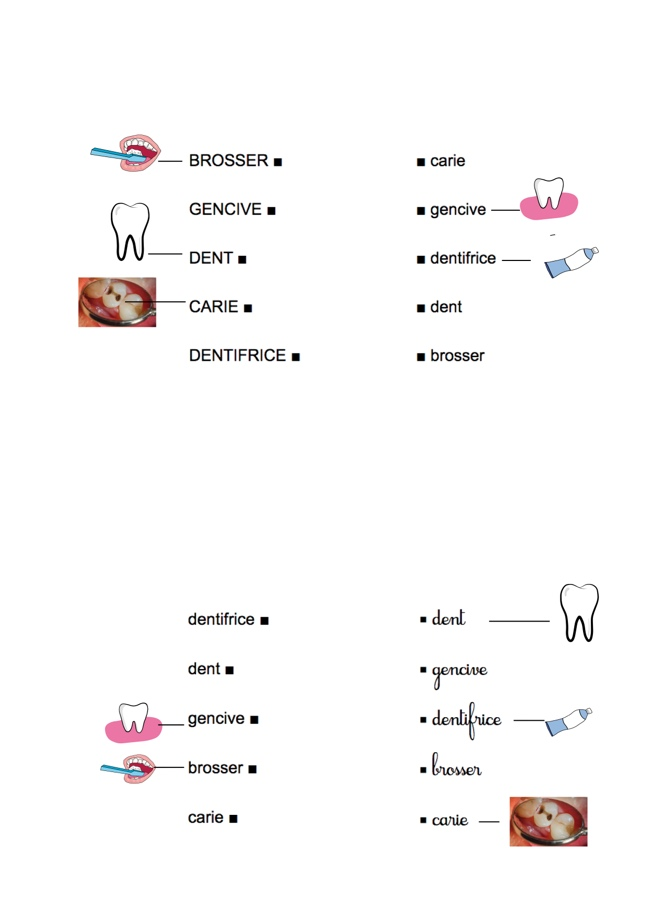 BROSSER ■ ■ carie
GENCIVE ■ ■ gencive
DENT ■ ■ dentifrice
CARIE ■ ■ dent
DENTIFRICE ■ ■ brosser
dentifrice ■ ▪ dent
dent ■ ▪ gencive
gencive ■ ▪ dentifrice
brosser ■ ▪ brosser
carie ■ ▪ carie